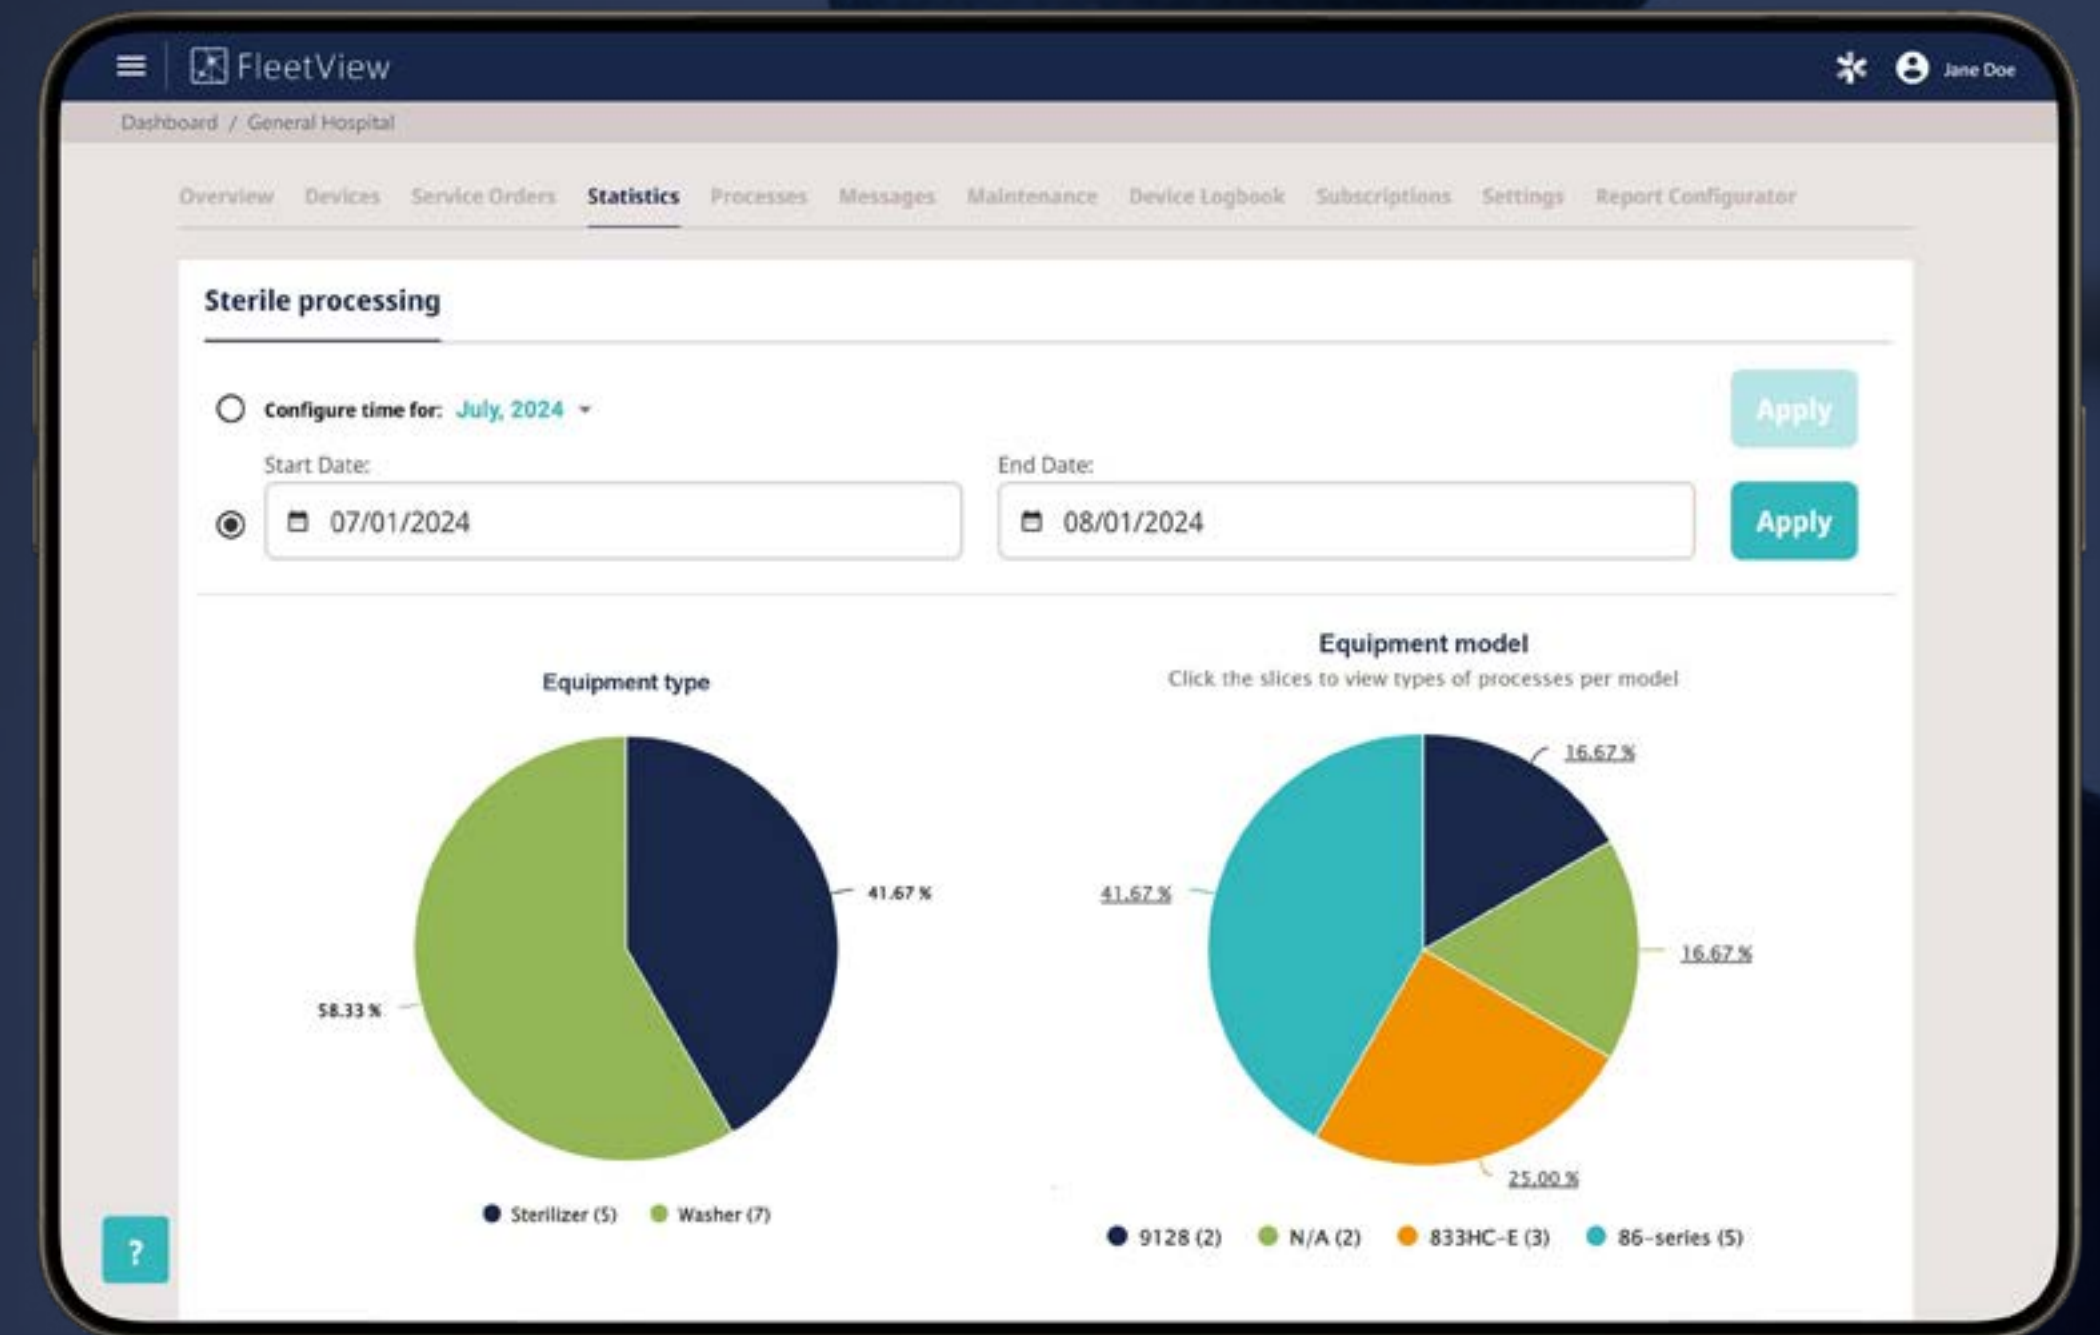 FleetView
Jane Doe
Dashboard / General Hospital
Overview Devices Service Orders Statistics Processes Messages Maintenance Device Logbook Subscriptions Settings Report Configurator
Sterile processing
Configure time for: July, 2024
Apply
Start Date:
End Date:
07/01/2024
08/01/2024
Apply
Equipment type
41.67 %
58.33 %
Sterilizer (5) Washer (7)
Equipment model
Click the slices to view types of processes per model
16.67 %
41.67 %
16.67 %
25.00 %
9128 (2) N/A (2) 833HC-E (3) 86-series (5)
?